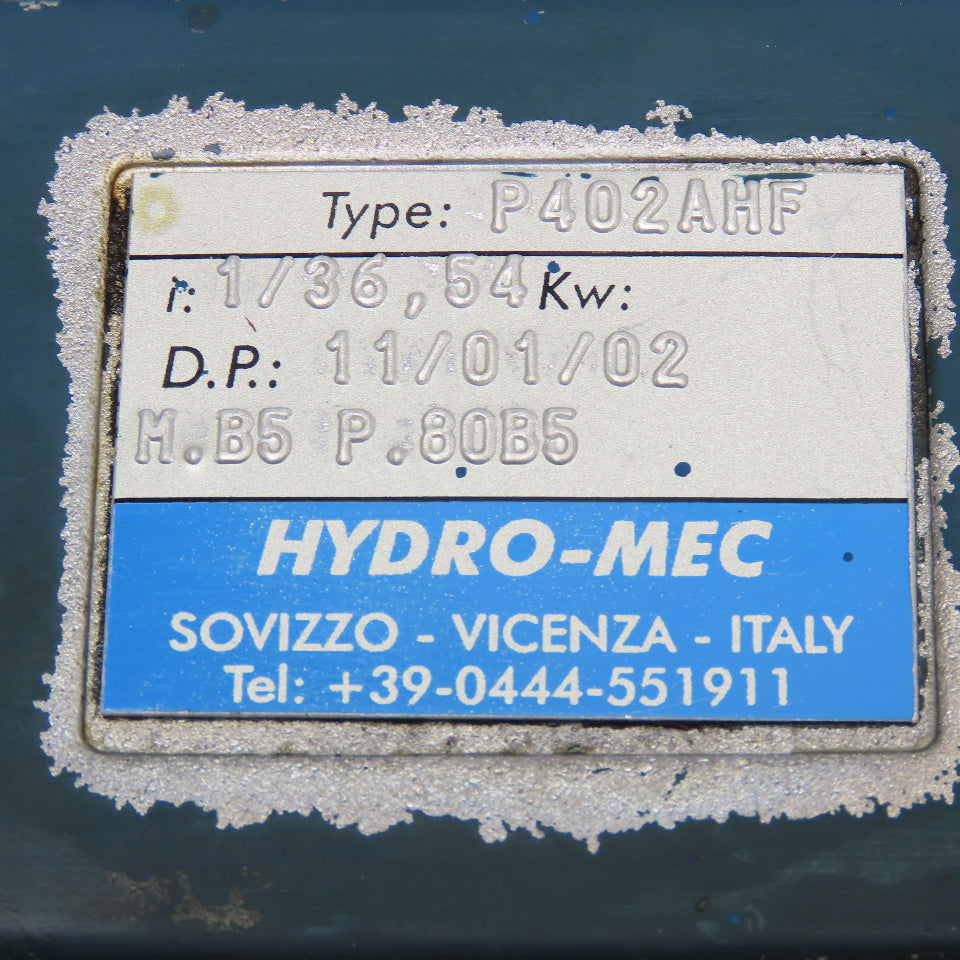 Type: P402AHF
i: 1/36,54 Kw:
D.P.: 11/01/02
M.B5 P.80B5
HYDRO-MEC
SOVIZZO - VICENZA - ITALY
Tel: +39-0444-551911